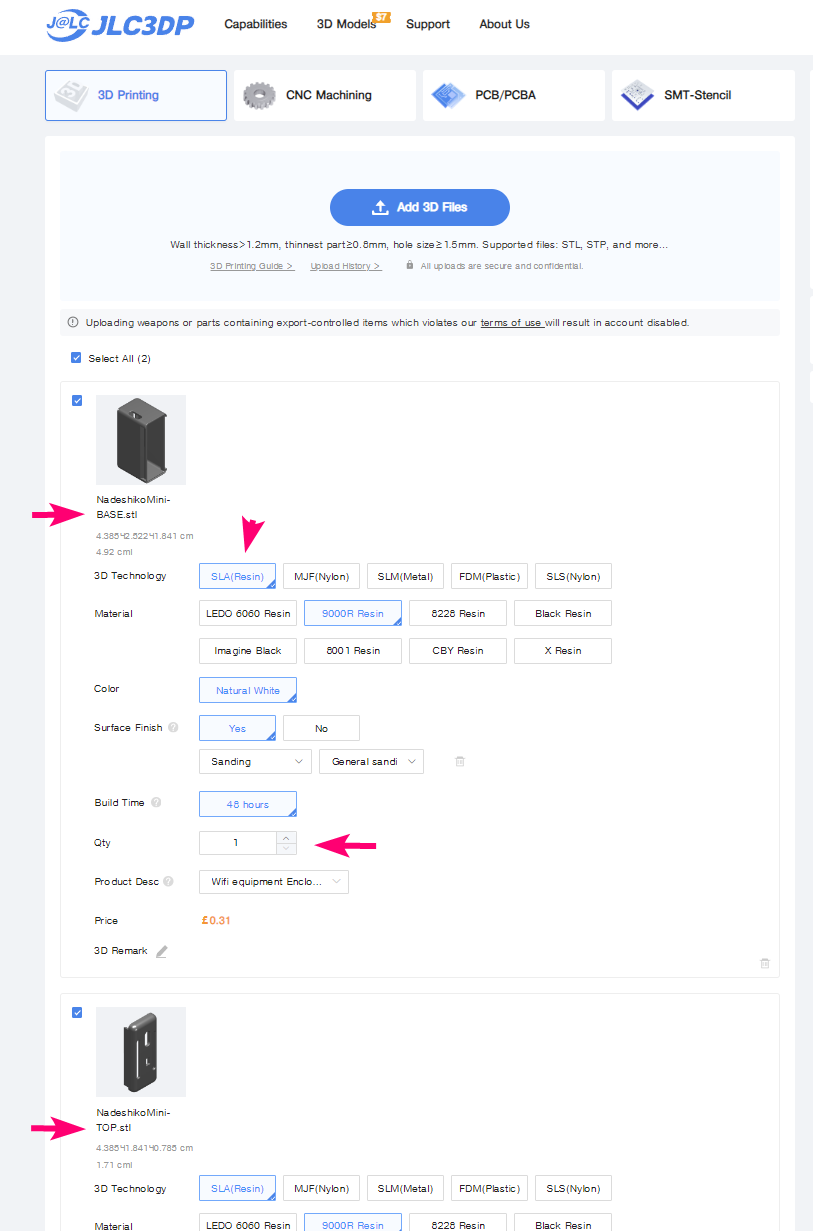 J@LC JLC3DP
Capabilities 3D Models $7 Support About Us
3D Printing CNC Machining PCB/PCBA SMT-Stencil
Add 3D Files
Wall thickness>1.2mm, thinnest part≥0.8mm, hole size≥1.5mm. Supported files: STL, STP, and more...
3D Printing Guide > Upload History > All uploads are secure and confidential.
Uploading weapons or parts containing export-controlled items which violates our terms of use will result in account disabled.
Select All (2)
NadeshikoMini-
BASE.stl
4.385*2.522*1.841 cm
4.92 cm³
3D Technology SLA(Resin) MJF(Nylon) SLM(Metal) FDM(Plastic) SLS(Nylon)
Material LEDO 6060 Resin 9000R Resin 8228 Resin Black Resin
Imagine Black 8001 Resin CBY Resin X Resin
Color Natural White
Surface Finish ? Yes No
Sanding General sandi
Build Time ? 48 hours
Qty 1
Product Desc ? Wifi equipment Enclo...
Price £0.31
3D Remark
NadeshikoMini-
TOP.stl
4.385*1.841*0.785 cm
1.71 cm³
3D Technology SLA(Resin) MJF(Nylon) SLM(Metal) FDM(Plastic) SLS(Nylon)
Material LEDO 6060 Resin 9000R Resin 8228 Resin Black Resin